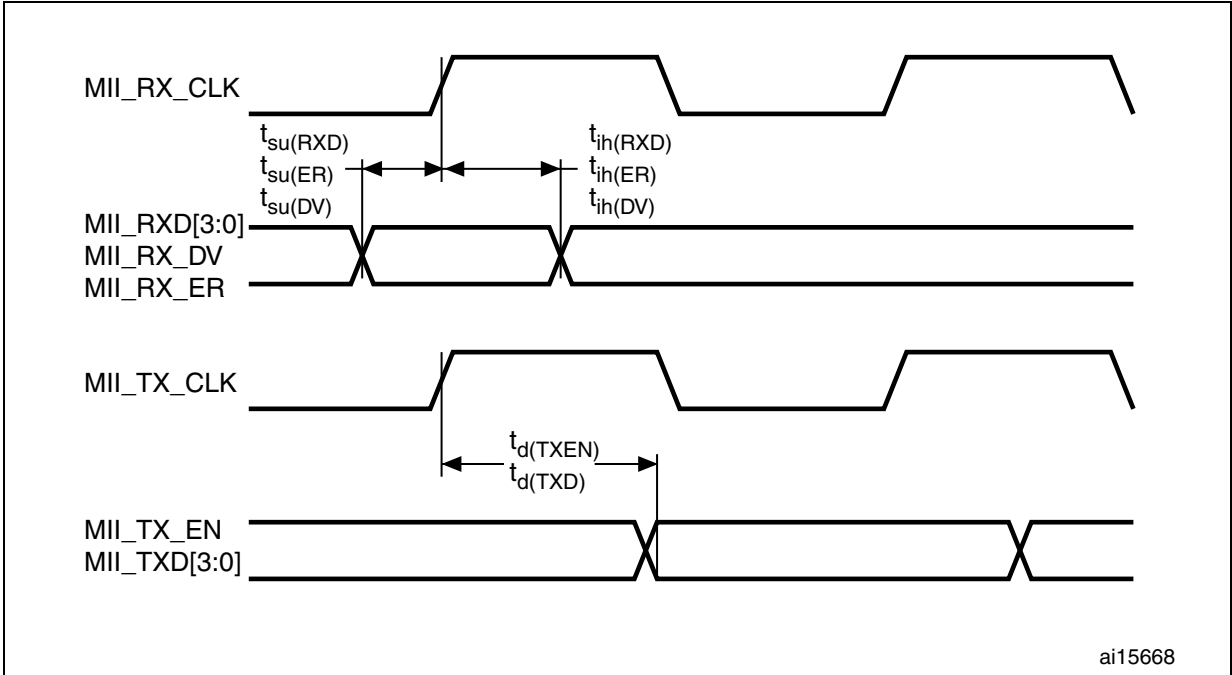 MII_RX_CLK
tsu(RXD)
tsu(ER)
tsu(DV)
tih(RXD)
tih(ER)
tih(DV)
MII_RXD[3:0]
MII_RX_DV
MII_RX_ER
MII_TX_CLK
td(TXEN)
td(TXD)
MII_TX_EN
MII_TXD[3:0]
ai15668